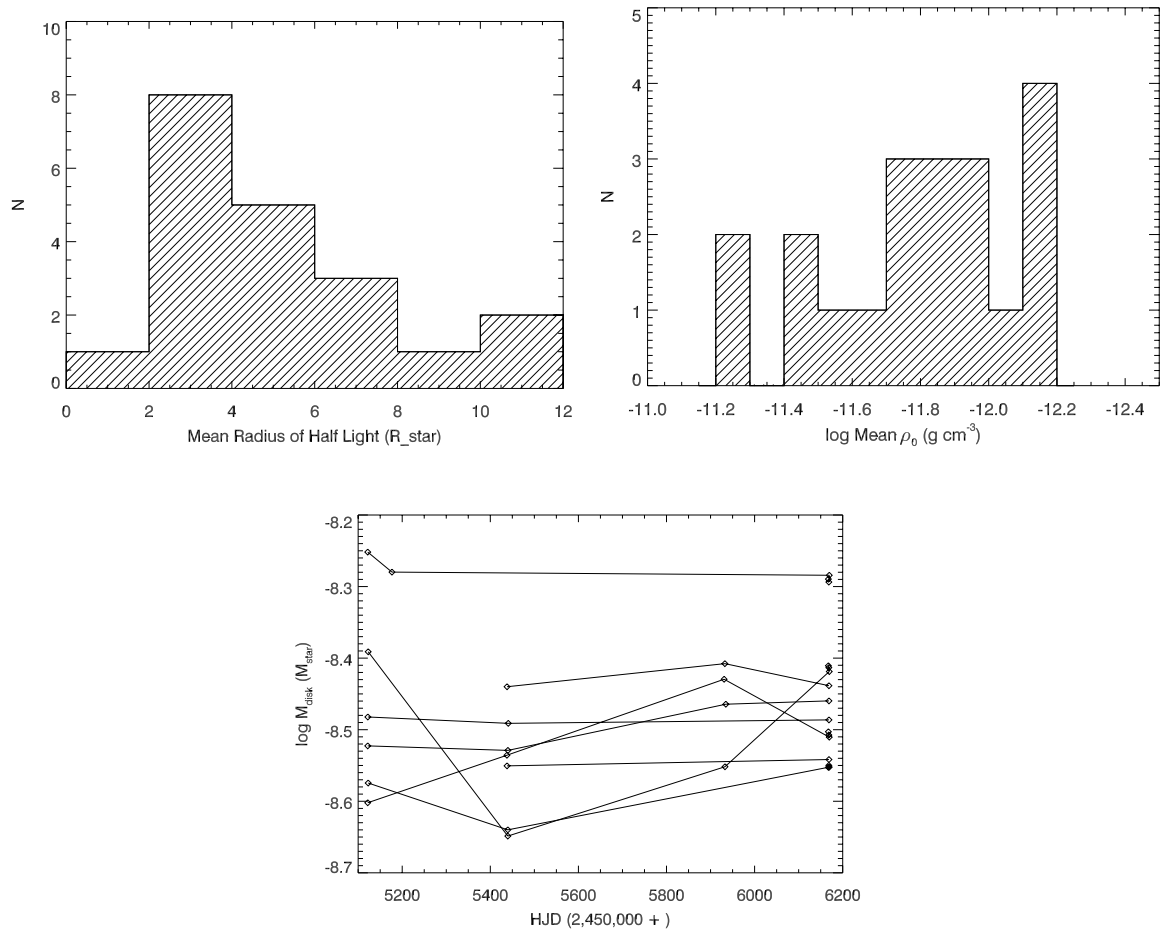 10
8
6
4
2
0
N
0 2 4 6 8 10 12
Mean Radius of Half Light (R_star)
5
4
3
2
1
0
N
-11.0 -11.2 -11.4 -11.6 -11.8 -12.0 -12.2 -12.4
log Mean ρ₀ (g cm⁻³)
-8.2
-8.3
-8.4
-8.5
-8.6
-8.7
log M_disk (M_star)
5200 5400 5600 5800 6000 6200
HJD (2,450,000 + )